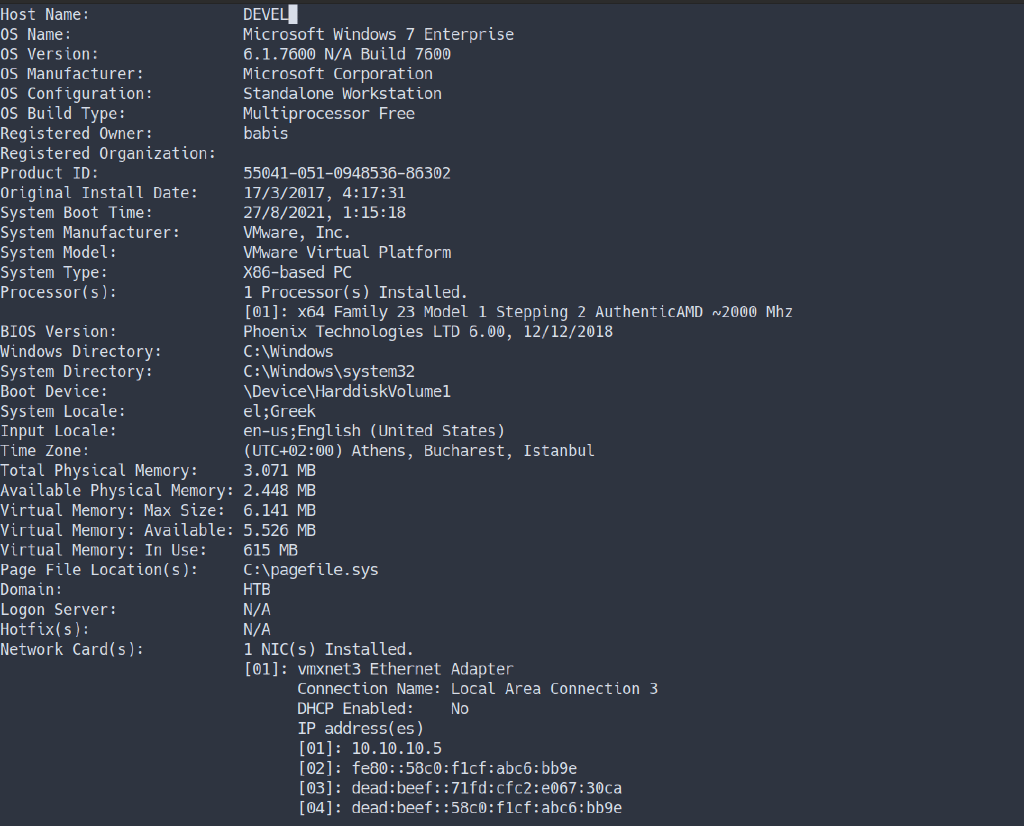 Host Name:                 DEVEL
OS Name:                   Microsoft Windows 7 Enterprise
OS Version:                6.1.7600 N/A Build 7600
OS Manufacturer:           Microsoft Corporation
OS Configuration:          Standalone Workstation
OS Build Type:             Multiprocessor Free
Registered Owner:          babis
Registered Organization:
Product ID:                55041-051-0948536-86302
Original Install Date:     17/3/2017, 4:17:31
System Boot Time:          27/8/2021, 1:15:18
System Manufacturer:       VMware, Inc.
System Model:              VMware Virtual Platform
System Type:               X86-based PC
Processor(s):              1 Processor(s) Installed.
                           [01]: x64 Family 23 Model 1 Stepping 2 AuthenticAMD ~2000 Mhz
BIOS Version:              Phoenix Technologies LTD 6.00, 12/12/2018
Windows Directory:         C:\Windows
System Directory:          C:\Windows\system32
Boot Device:               \Device\HarddiskVolume1
System Locale:             el;Greek
Input Locale:              en-us;English (United States)
Time Zone:                 (UTC+02:00) Athens, Bucharest, Istanbul
Total Physical Memory:     3.071 MB
Available Physical Memory: 2.448 MB
Virtual Memory: Max Size:  6.141 MB
Virtual Memory: Available: 5.526 MB
Virtual Memory: In Use:    615 MB
Page File Location(s):     C:\pagefile.sys
Domain:                    HTB
Logon Server:              N/A
Hotfix(s):                 N/A
Network Card(s):           1 NIC(s) Installed.
                           [01]: vmxnet3 Ethernet Adapter
                                 Connection Name: Local Area Connection 3
                                 DHCP Enabled:    No
                                 IP address(es)
                                 [01]: 10.10.10.5
                                 [02]: fe80::58c0:f1cf:abc6:bb9e
                                 [03]: dead:beef::71fd:cfc2:e067:30ca
                                 [04]: dead:beef::58c0:f1cf:abc6:bb9e